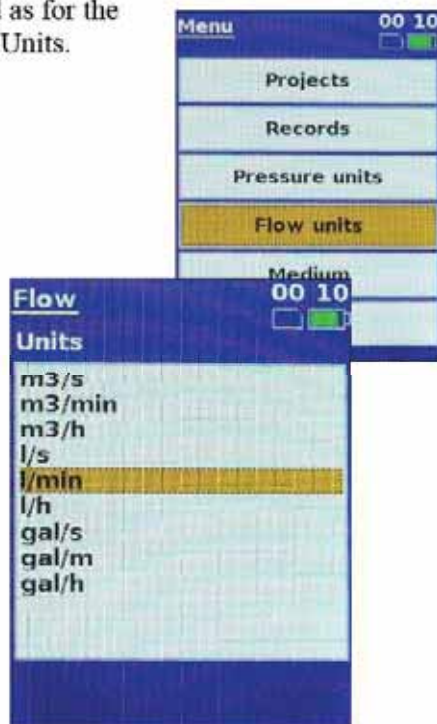 as for the
Units.
Menu 00 10
Projects
Records
Pressure units
Flow units
Medium
Flow 00 10
Units
m3/s
m3/min
m3/h
l/s
l/min
l/h
gal/s
gal/m
gal/h